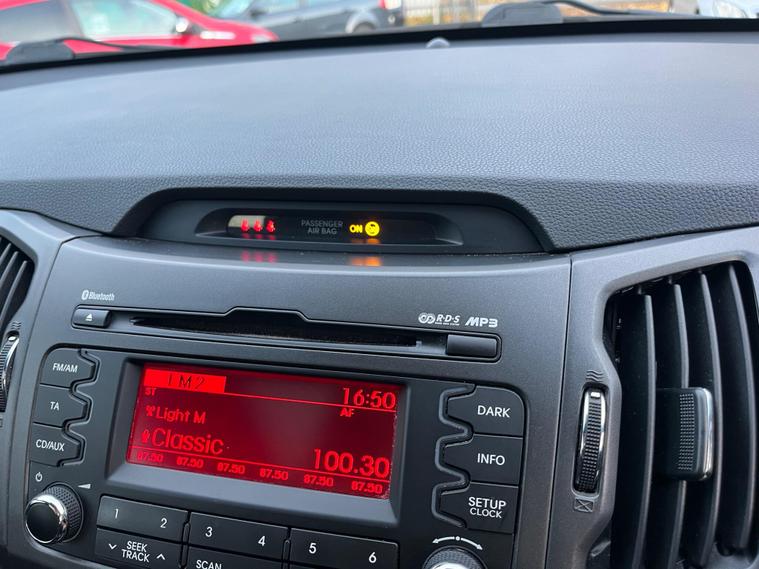 PASSENGER
AIR BAG
ON
Bluetooth
R·D·S MP3
FM/AM
TA
CD/AUX
FM2
16:50
ST
AF
Light M
Classic
100.30
87.50 87.50 87.50 87.50 87.50 87.50
DARK
INFO
SETUP
CLOCK
1 2 3 4 5 6
SEEK
TRACK
SCAN